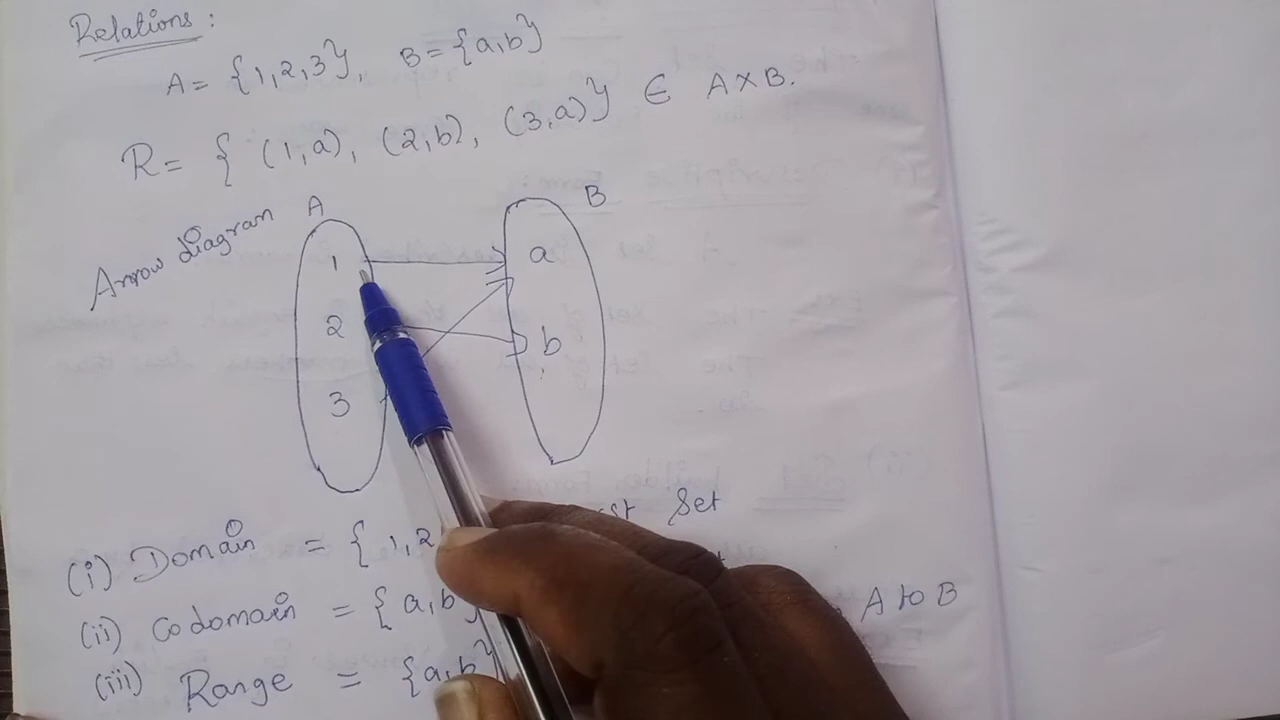 Relations :
A = {1,2,3}, B = {a,b}
R = { (1,a), (2,b), (3,a)} ∈ A×B.
Arrow diagram
A
B
1
a
2
b
3
(i) Domain = {1,2 Set
(ii) Codomain = {a,b} A to B
(iii) Range = {a,b}